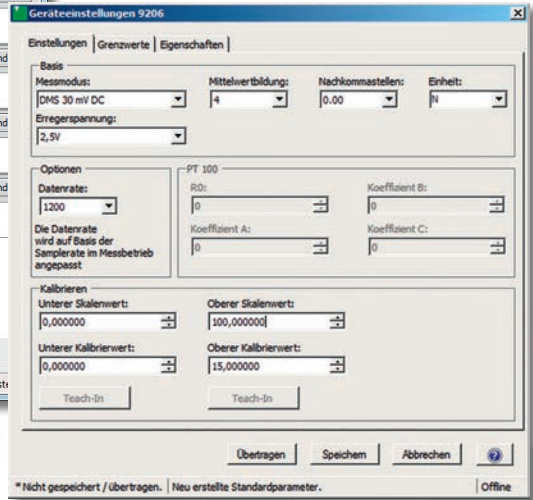 Geräteeinstellungen 9206
Einstellungen Grenzwerte Eigenschaften
Basis
Messmodus: Mittelwertbildung: Nachkommastellen: Einheit:
DMS 30 mV DC 4 0.00 N
Erregerspannung:
2,5V
Optionen PT 100
Datenrate: R0: Koeffizient B:
1200 0 0
Die Datenrate
wird auf Basis der
Samplerate im Messbetrieb
angepasst
Koeffizient A: Koeffizient C:
0 0
Kalibrieren
Unterer Skalenwert: Oberer Skalenwert:
0,000000 100,000000
Unterer Kalibrierwert: Oberer Kalibrierwert:
0,000000 15,000000
Teach-In Teach-In
Übertragen Speichern Abbrechen
* Nicht gespeichert / übertragen. Neu erstellte Standardparameter. Offline